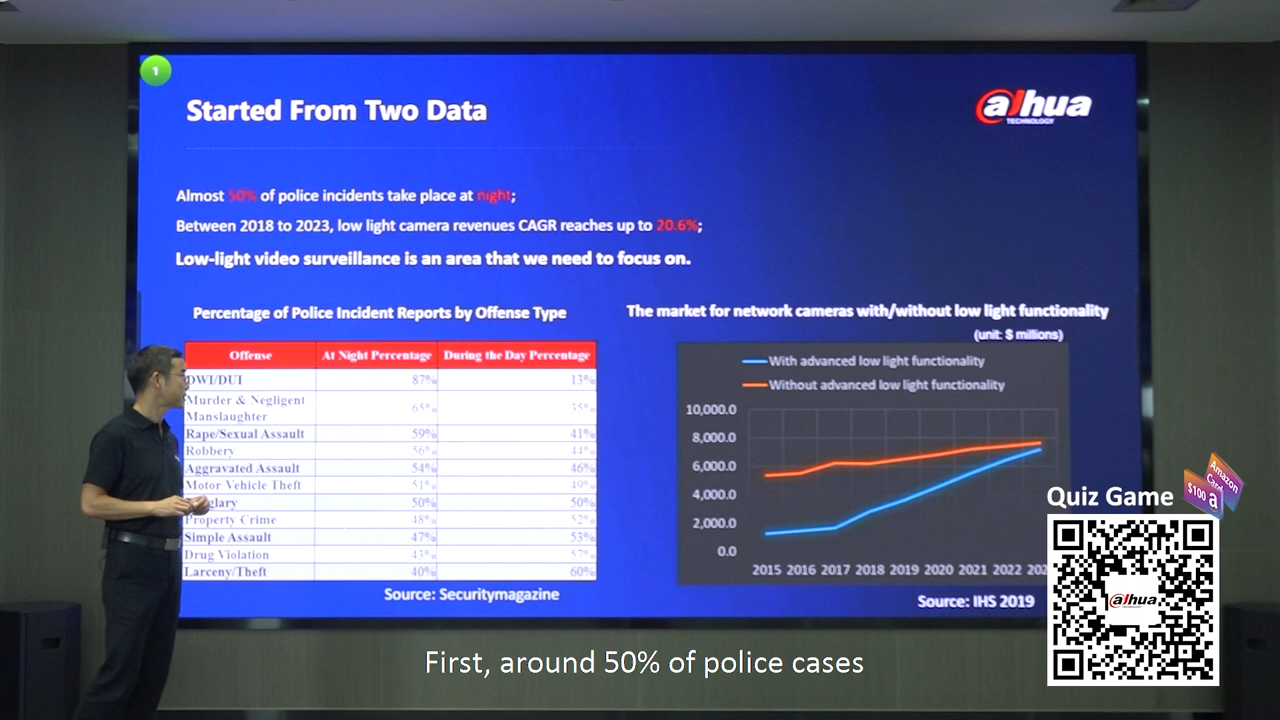 1
Started From Two Data
alhua
TECHNOLOGY
Almost 50% of police incidents take place at night;
Between 2018 to 2023, low light camera revenues CAGR reaches up to 20.6%;
Low-light video surveillance is an area that we need to focus on.
Percentage of Police Incident Reports by Offense Type
Offense At Night Percentage During the Day Percentage
DWI/DUI 87% 13%
Murder & Negligent
Manslaughter 65% 35%
Rape/Sexual Assault 59% 41%
Robbery 56% 44%
Aggravated Assault 54% 46%
Motor Vehicle Theft 51% 49%
glary 50% 50%
Property Crime 48% 52%
Simple Assault 47% 53%
Drug Violation 43% 57%
Larceny/Theft 40% 60%
Source: Securitymagazine
The market for network cameras with/without low light functionality
(unit: $ millions)
With advanced low light functionality
Without advanced low light functionality
10,000.0
8,000.0
6,000.0
4,000.0
2,000.0
0.0
2015 2016 2017 2018 2019 2020 2021 2022 202
Source: IHS 2019
Amazon
Card
$100 a
Quiz Game
alhua
TECHNOLOGY
First, around 50% of police cases